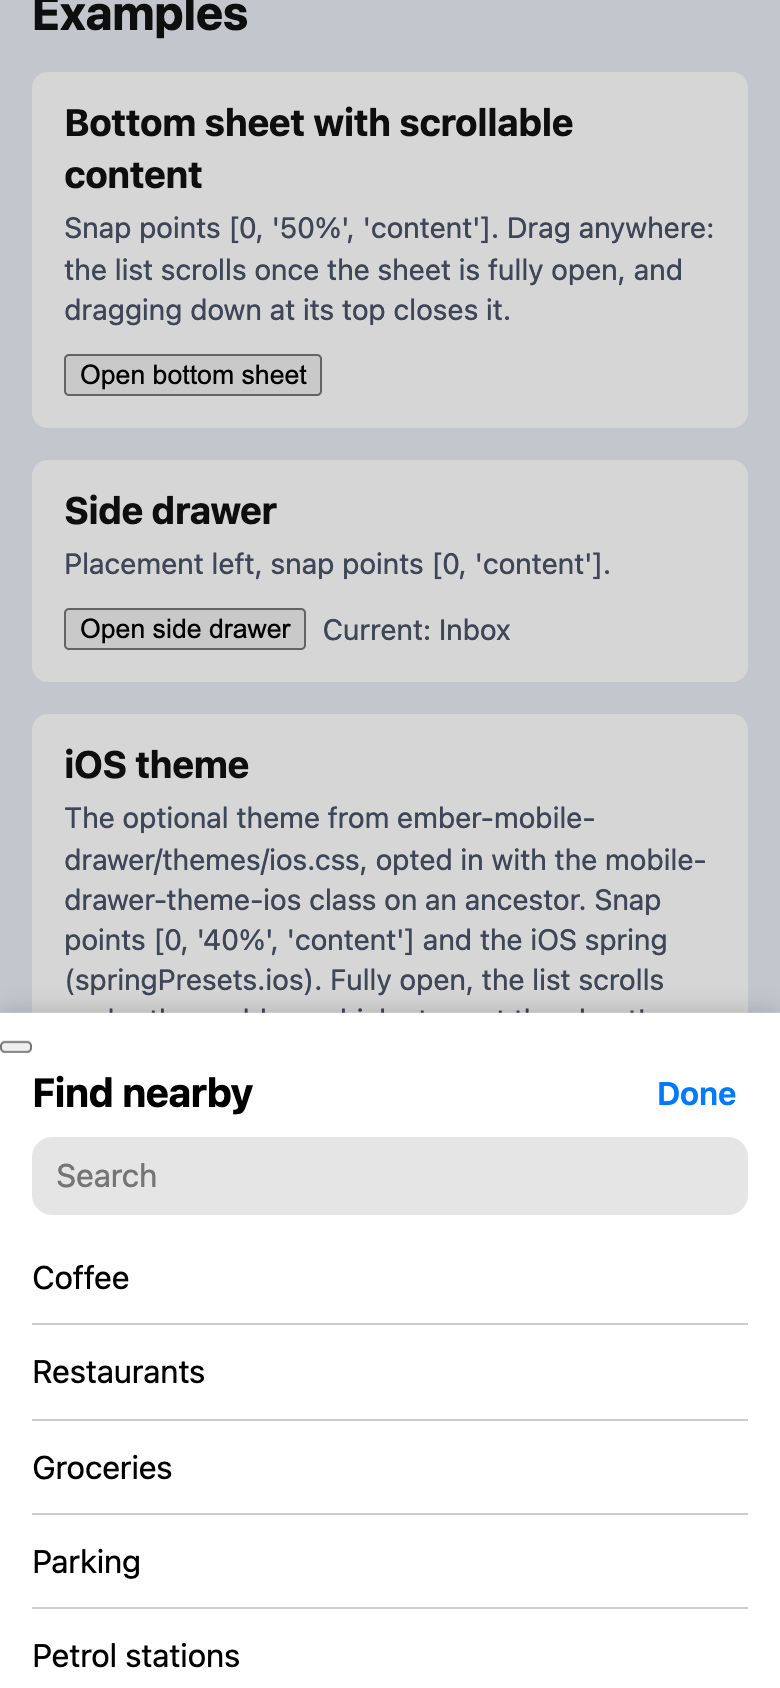 Examples
Bottom sheet with scrollable
content
Snap points [0, '50%', 'content']. Drag anywhere:
the list scrolls once the sheet is fully open, and
dragging down at its top closes it.
Open bottom sheet
Side drawer
Placement left, snap points [0, 'content'].
Open side drawer Current: Inbox
iOS theme
The optional theme from ember-mobile-
drawer/themes/ios.css, opted in with the mobile-
drawer-theme-ios class on an ancestor. Snap
points [0, '40%', 'content'] and the iOS spring
(springPresets.ios). Fully open, the list scrolls
Find nearby Done
Search
Coffee
Restaurants
Groceries
Parking
Petrol stations